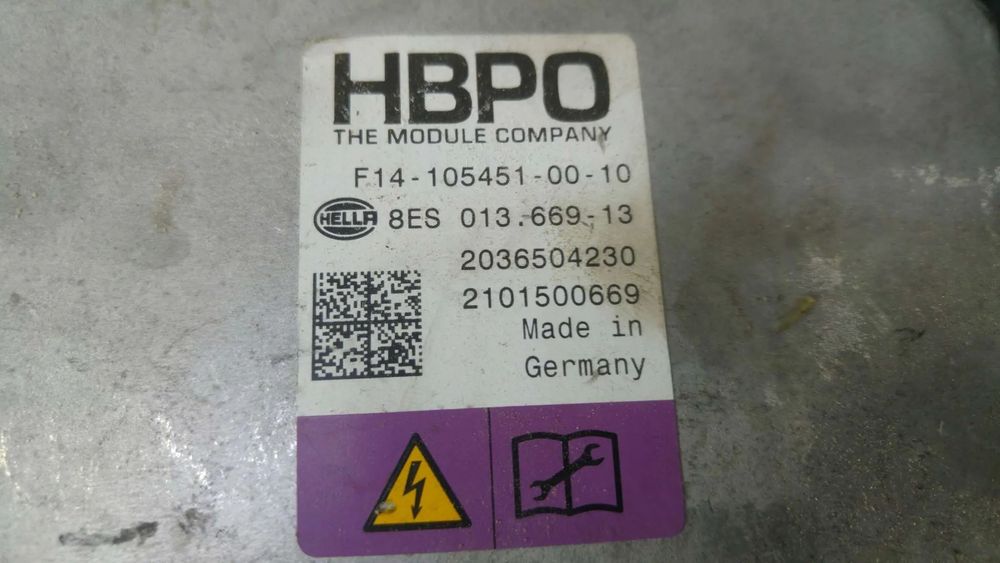 HBPO
THE MODULE COMPANY
F14-105451-00-10
HELLA 8ES 013.669-13
2036504230
2101500669
Made in
Germany